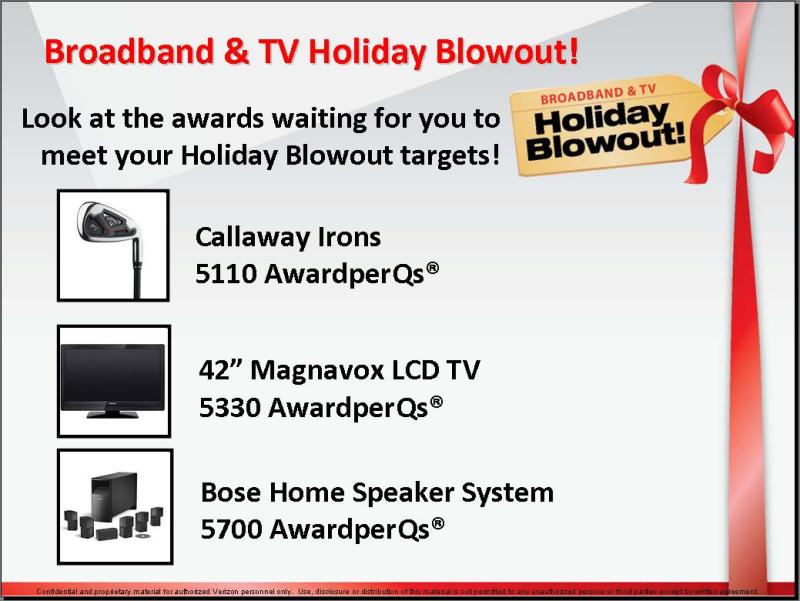 Broadband & TV Holiday Blowout!
Look at the awards waiting for you to
meet your Holiday Blowout targets!
BROADBAND & TV
Holiday
Blowout!
Callaway Irons
5110 AwardperQs®
42” Magnavox LCD TV
5330 AwardperQs®
Bose Home Speaker System
5700 AwardperQs®
Confidential and proprietary material for authorized Verizon personnel only.  Use, disclosure or distribution of this material is not permitted to any unauthorized persons or third parties except by written agreement.